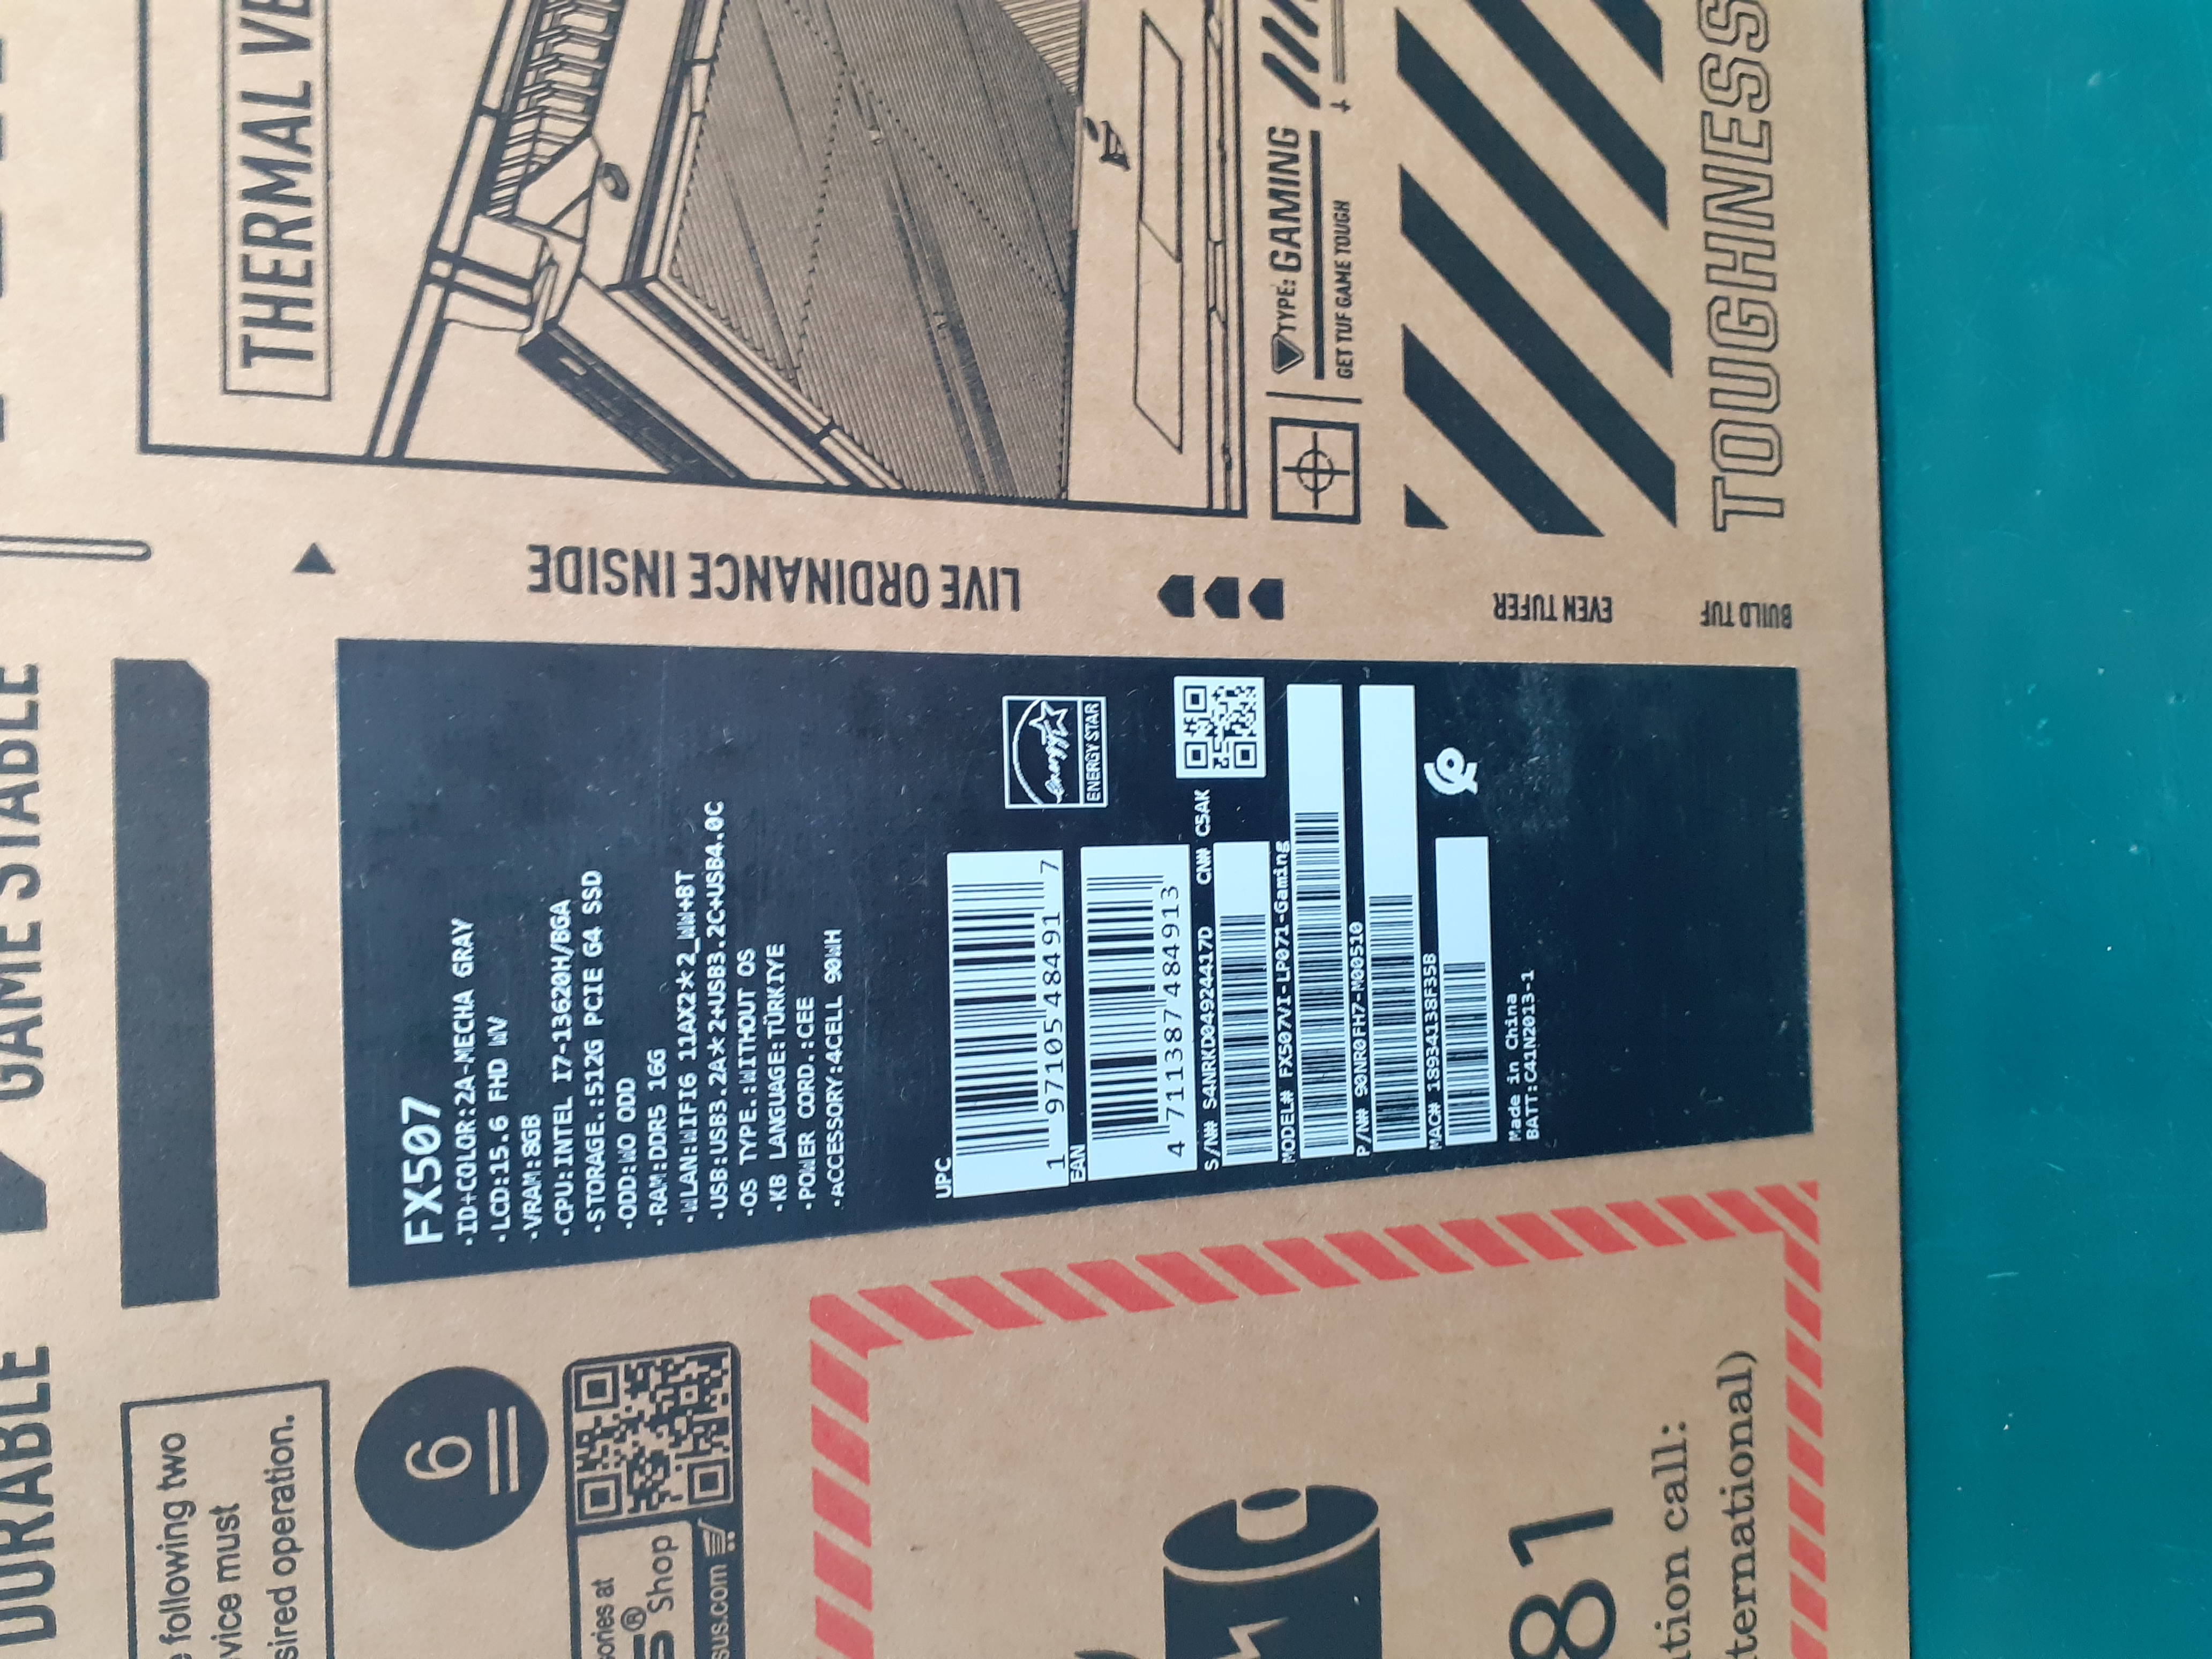 THERMAL VE
TYPE: GAMING
GET TUF GAME TOUGH
TOUGHNESS
LIVE ORDINANCE INSIDE
EVEN TUFER
BUILD TUF
GAME STABLE
DURABLE
FX507
·ID+COLOR:2A-MECHA GRAY
·LCD:15.6 FHD WV
·VRAM:8GB
·CPU:INTEL I7-13620H/BGA
·STORAGE.:512G PCIE G4 SSD
·ODD:WO ODD
·RAM:DDR5 16G
·WLAN:WIFI6 11AX2*2_WW+BT
·USB:USB3.2A*2+USB3.2C+USB4.0C
·OS TYPE.:WITHOUT OS
·KB LANGUAGE:TÜRKIYE
·POWER CORD.:CEE
·ACCESSORY:4CELL 90WH
energy
ENERGY STAR
UPC
1 97105 48491 7
EAN
4 711387 484913
S/N# S4NRKD04924417D CN# C5AK
MODEL# FX507VI-LP071-Gaming
P/N# 90NR0FH7-M00510
MAC# 18934138F35B
Made in China
BATT:C41N2013-1
e following two
vice must
sired operation.
6
sories at
S® Shop
sus.com
81
tion call:
ternational)